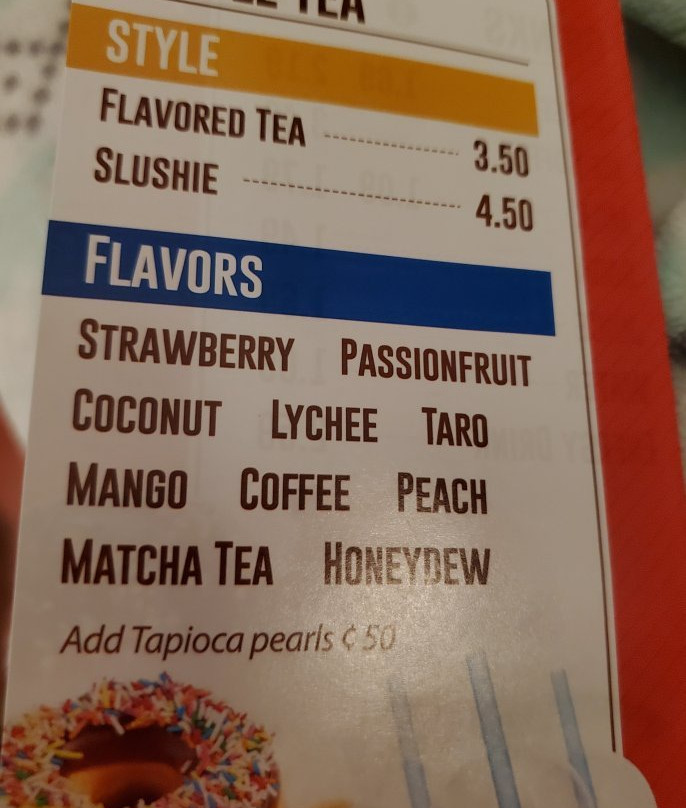 TEA
STYLE
FLAVORED TEA 3.50
SLUSHIE 4.50
FLAVORS
STRAWBERRY PASSIONFRUIT
COCONUT LYCHEE TARO
MANGO COFFEE PEACH
MATCHA TEA HONEYDEW
Add Tapioca pearls ¢ 50